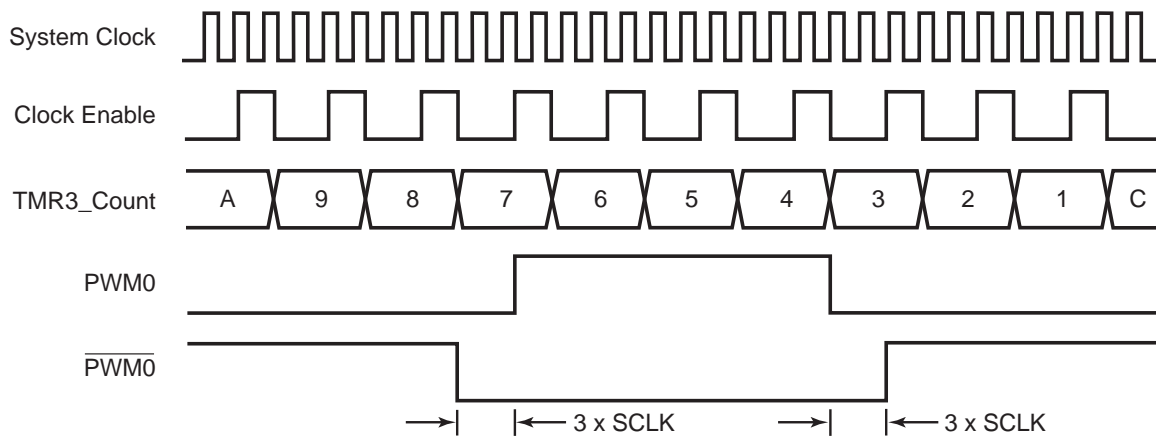 System Clock
Clock Enable
TMR3_Count A 9 8 7 6 5 4 3 2 1 C
PWM0
PWM0
3 x SCLK 3 x SCLK